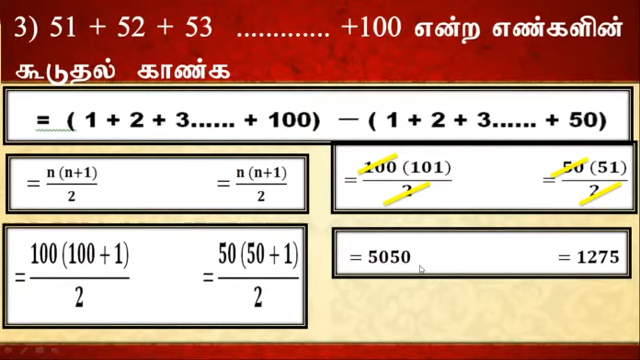 3) 51 + 52 + 53 ............. +100 என்ற எண்களின்
கூடுதல் காண்க
= ( 1 + 2 + 3...... + 100) — ( 1 + 2 + 3...... + 50)
= n (n+1) / 2 = n (n+1) / 2
= 100 (100 + 1) / 2 = 50 (50 + 1) / 2
= 100 (101) / 2 = 50 (51) / 2
= 5050 = 1275